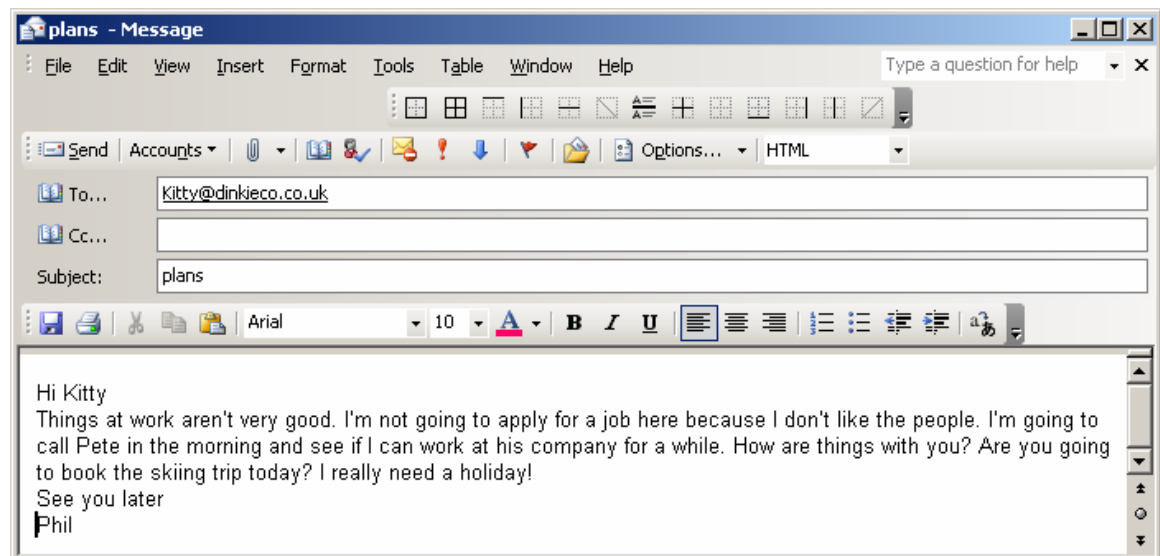 plans - Message
File Edit View Insert Format Tools Table Window Help Type a question for help
Send Accounts Options... HTML
To... Kitty@dinkieco.co.uk
Cc...
Subject: plans
Arial 10 A B I U
Hi Kitty
Things at work aren't very good. I'm not going to apply for a job here because I don't like the people. I'm going to
call Pete in the morning and see if I can work at his company for a while. How are things with you? Are you going
to book the skiing trip today? I really need a holiday!
See you later
Phil